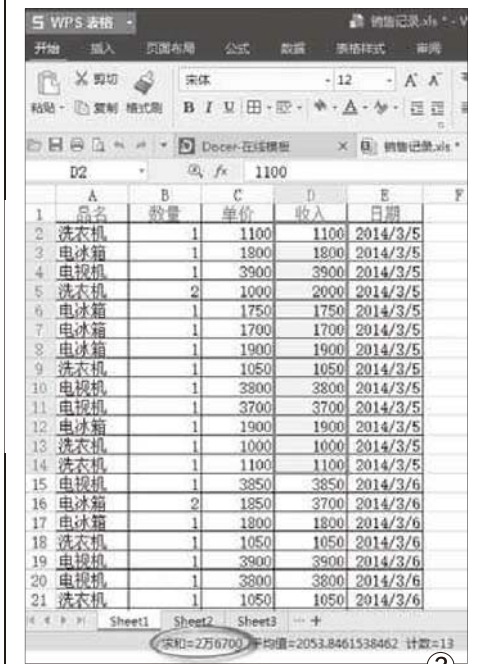 WPS 表格
销售记录.xls * - W
开始 插入 页面布局 公式 数据 表格样式 审阅
剪切 宋体 12
粘贴 复制 格式刷 B I U
Docer-在线模板 × 销售记录.xls *
D2 fx 1100
A B C D E F
1 品名 数量 单价 收入 日期
2 洗衣机 1 1100 1100 2014/3/5
3 电冰箱 1 1800 1800 2014/3/5
4 电视机 1 3900 3900 2014/3/5
5 洗衣机 2 1000 2000 2014/3/5
6 电冰箱 1 1750 1750 2014/3/5
7 电冰箱 1 1700 1700 2014/3/5
8 电冰箱 1 1900 1900 2014/3/5
9 洗衣机 1 1050 1050 2014/3/5
10 电视机 1 3800 3800 2014/3/5
11 电视机 1 3700 3700 2014/3/5
12 电冰箱 1 1900 1900 2014/3/5
13 洗衣机 1 1000 1000 2014/3/5
14 洗衣机 1 1100 1100 2014/3/5
15 电视机 1 3850 3850 2014/3/6
16 电冰箱 2 1850 3700 2014/3/6
17 电冰箱 1 1800 1800 2014/3/6
18 洗衣机 1 1050 1050 2014/3/6
19 电视机 1 3900 3900 2014/3/6
20 电视机 1 3800 3800 2014/3/6
21 洗衣机 1 1050 1050 2014/3/6
Sheet1 Sheet2 Sheet3 ··· +
求和=2万6700 平均值=2053.8461538462 计数=13
②